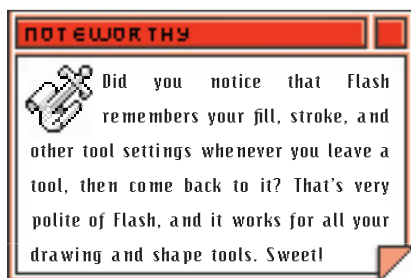 NOTEWORTHY
Did you notice that Flash
remembers your fill, stroke, and
other tool settings whenever you leave a
tool, then come back to it? That's very
polite of Flash, and it works for all your
drawing and shape tools. Sweet!